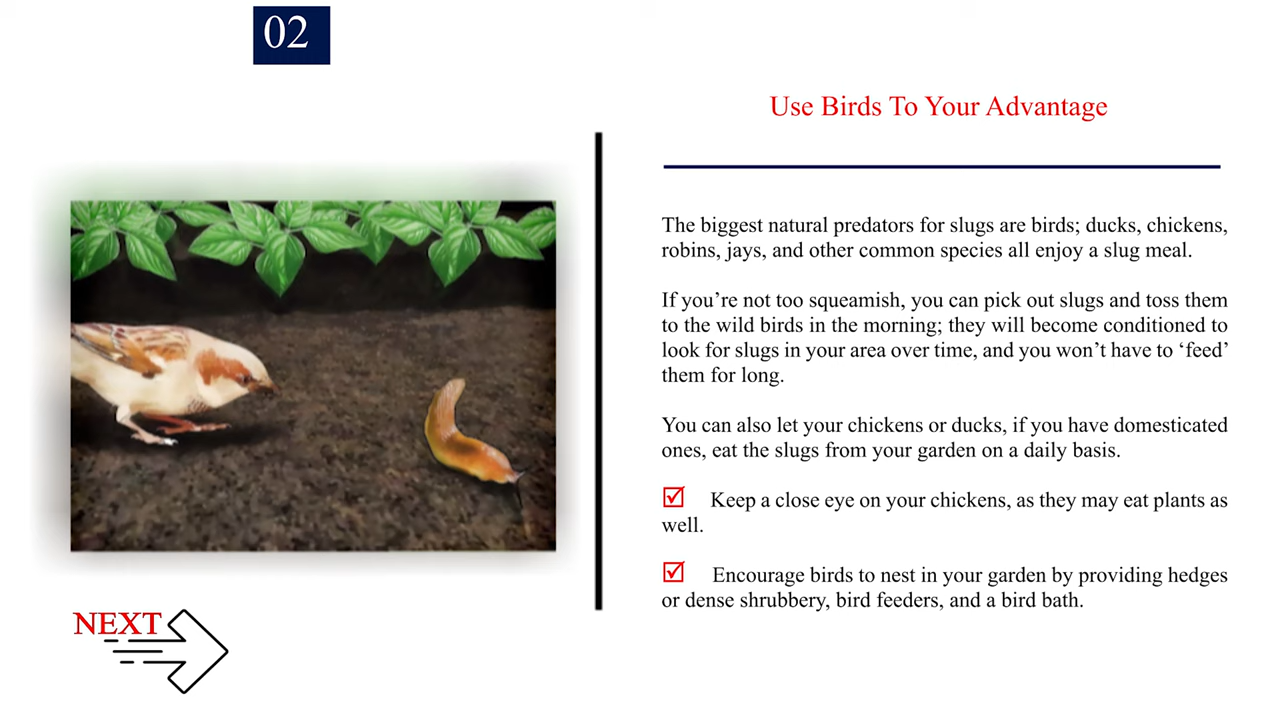 02
Use Birds To Your Advantage
The biggest natural predators for slugs are birds; ducks, chickens,
robins, jays, and other common species all enjoy a slug meal.
If you’re not too squeamish, you can pick out slugs and toss them
to the wild birds in the morning; they will become conditioned to
look for slugs in your area over time, and you won’t have to ‘feed’
them for long.
You can also let your chickens or ducks, if you have domesticated
ones, eat the slugs from your garden on a daily basis.
Keep a close eye on your chickens, as they may eat plants as
well.
Encourage birds to nest in your garden by providing hedges
or dense shrubbery, bird feeders, and a bird bath.
NEXT